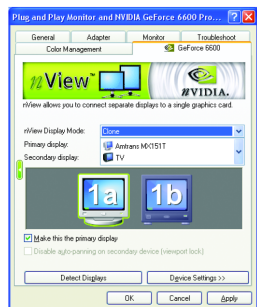 Plug and Play Monitor and NVIDIA GeForce 6600 Pro...
General
Adapter
Monitor
Troubleshoot
Color Management
GeForce 6600
nView™
nVIDIA.
nView allows you to connect separate displays to a single graphics card.
nView Display Mode:
Clone
Primary display:
Amtrans MX151T
Secondary display:
TV
1a
1b
Make this the primary display
Disable auto-panning on secondary device (viewport lock)
Detect Displays
Device Settings >>
OK
Cancel
Apply